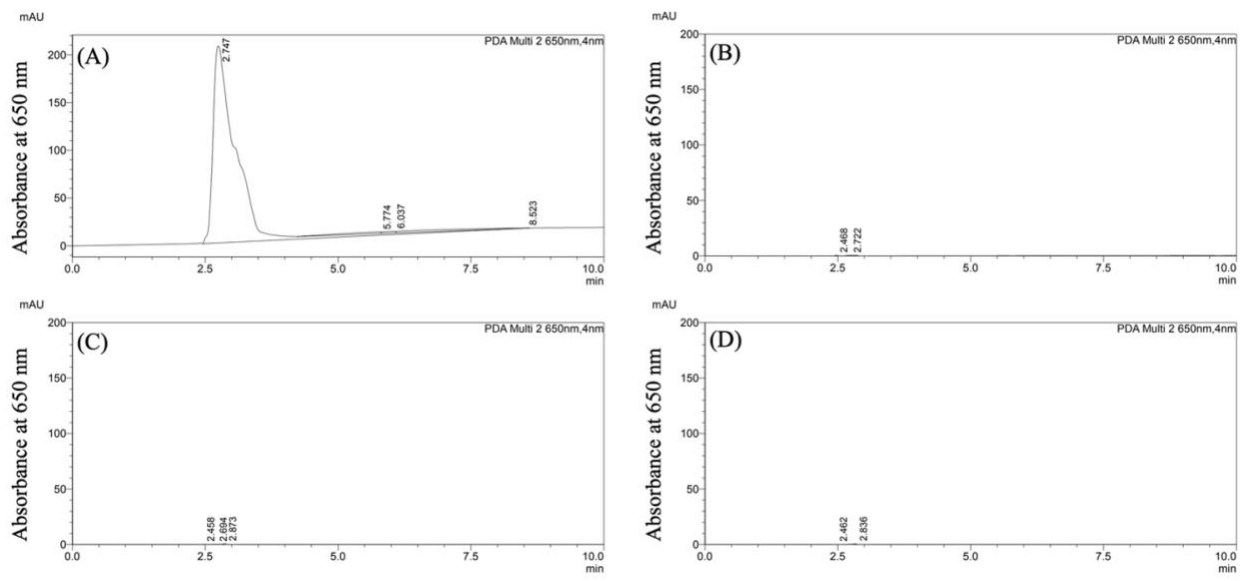 mAU
PDA Multi 2 650nm,4nm
(A)
Absorbance at 650 nm
200
150
100
50
0
2.747
5.774
6.037
8.523
0.0 2.5 5.0 7.5 10.0
min
mAU
PDA Multi 2 650nm,4nm
(B)
Absorbance at 650 nm
200
150
100
50
0
2.468
2.722
0.0 2.5 5.0 7.5 10.0
min
mAU
PDA Multi 2 650nm,4nm
(C)
Absorbance at 650 nm
200
150
100
50
0
2.458
2.694
2.873
0.0 2.5 5.0 7.5 10.0
min
mAU
PDA Multi 2 650nm,4nm
(D)
Absorbance at 650 nm
200
150
100
50
0
2.462
2.836
0.0 2.5 5.0 7.5 10.0
min